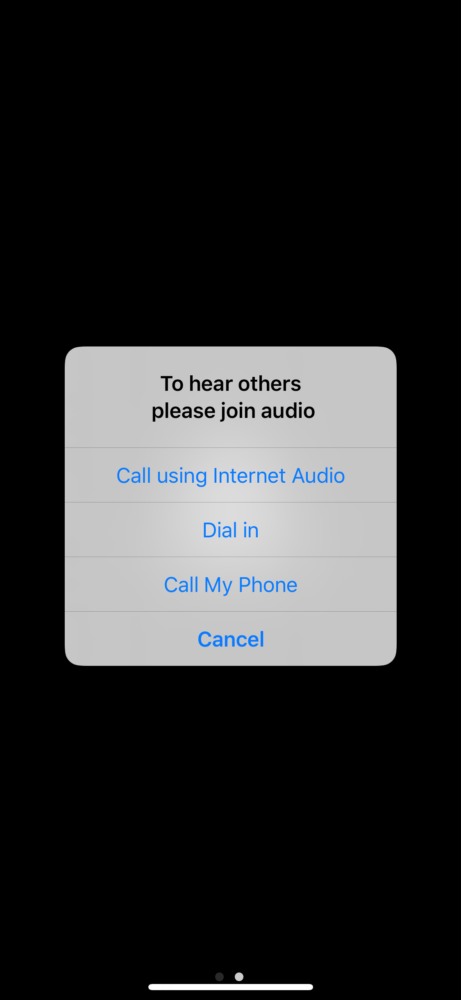 To hear others
please join audio
Call using Internet Audio
Dial in
Call My Phone
Cancel